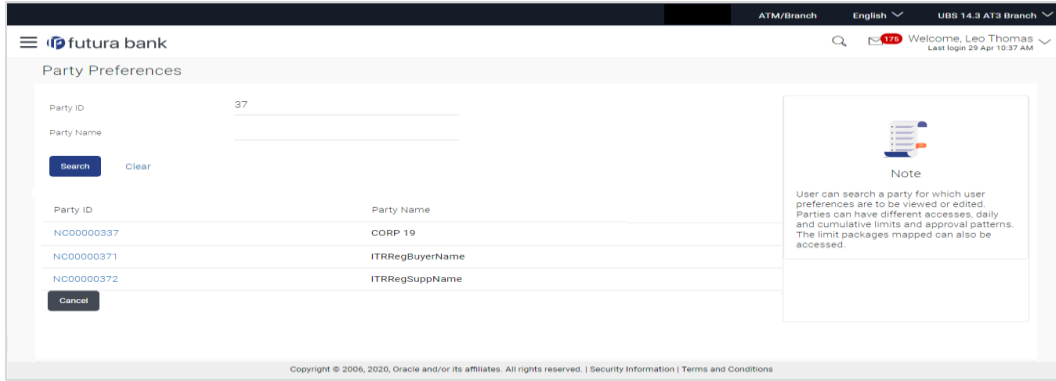 ATM/Branch English UBS 14.3 AT3 Branch
futura bank
175 Welcome, Leo Thomas
Last login 29 Apr 10:37 AM
Party Preferences
Party ID 37
Party Name
Search Clear
Party ID Party Name
NC00000337 CORP 19
NC00000371 ITRRegBuyerName
NC00000372 ITRRegSuppName
Cancel
Note
User can search a party for which user
preferences are to be viewed or edited.
Parties can have different accesses, daily
and cumulative limits and approval patterns.
The limit packages mapped can also be
accessed.
Copyright © 2006, 2020, Oracle and/or its affiliates. All rights reserved. | Security Information | Terms and Conditions